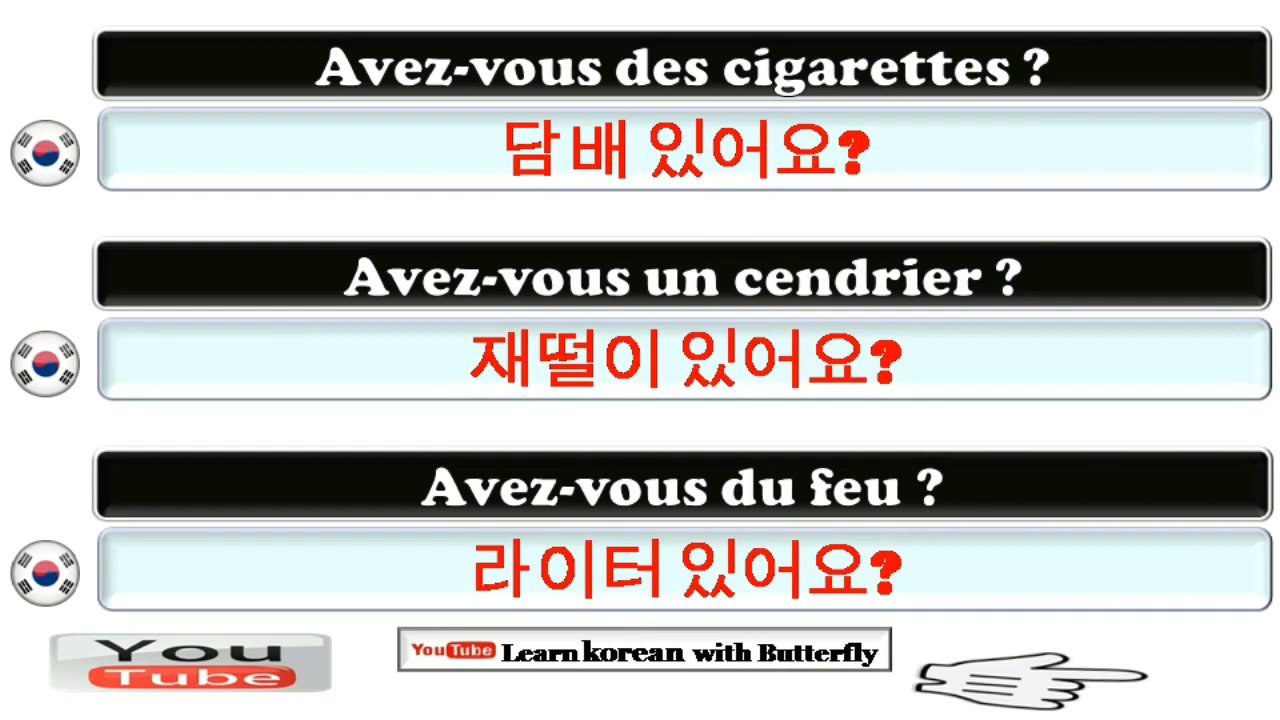 Avez-vous des cigarettes ?
담배 있어요?
Avez-vous un cendrier ?
재떨이 있어요?
Avez-vous du feu ?
라이터 있어요?
You
Tube
YouTube Learn korean with Butterfly